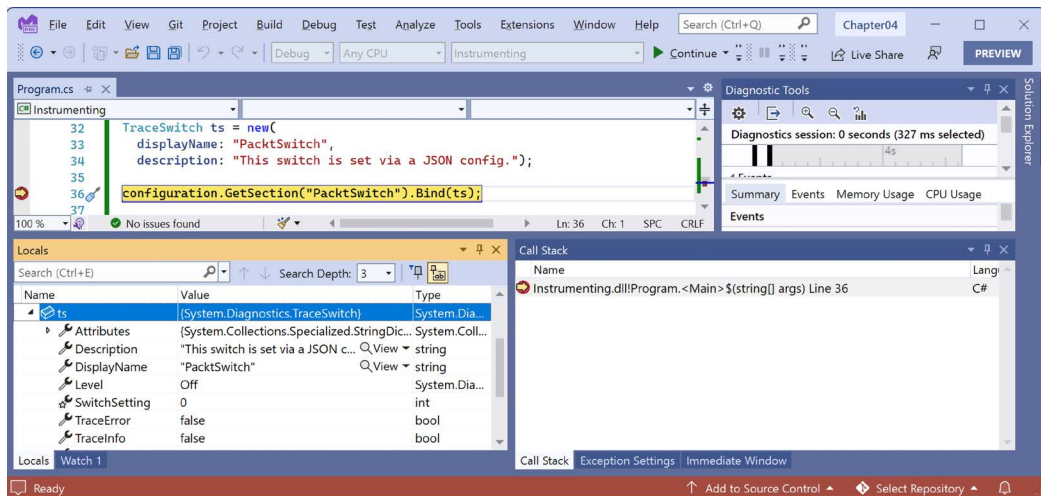 File Edit View Git Project Build Debug Test Analyze Tools Extensions Window Help Search (Ctrl+Q) Chapter04
Debug Any CPU Instrumenting Continue Live Share PREVIEW
Program.cs
C# Instrumenting
32 TraceSwitch ts = new(
33 displayName: "PacktSwitch",
34 description: "This switch is set via a JSON config.");
35
36 configuration.GetSection("PacktSwitch").Bind(ts);
37
100 % No issues found Ln: 36 Ch: 1 SPC CRLF
Diagnostic Tools
Diagnostics session: 0 seconds (327 ms selected)
4s
Summary Events Memory Usage CPU Usage
Events
Solution Explorer
Locals
Search (Ctrl+E) Search Depth: 3
Name Value Type
ts {System.Diagnostics.TraceSwitch} System.Dia...
Attributes {System.Collections.Specialized.StringDic... System.Coll...
Description "This switch is set via a JSON c... View string
DisplayName "PacktSwitch" View string
Level Off System.Dia...
SwitchSetting 0 int
TraceError false bool
TraceInfo false bool
Locals Watch 1
Call Stack
Name Lang
Instrumenting.dll!Program.<Main>$(string[] args) Line 36 C#
Call Stack Exception Settings Immediate Window
Ready Add to Source Control Select Repository